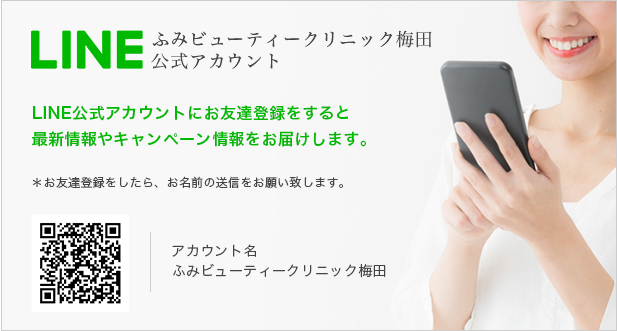 LINE ふみビューティークリニック梅田
公式アカウント
LINE公式アカウントにお友達登録をすると
最新情報やキャンペーン情報をお届けします。
＊お友達登録をしたら、お名前の送信をお願い致します。
アカウント名
ふみビューティークリニック梅田